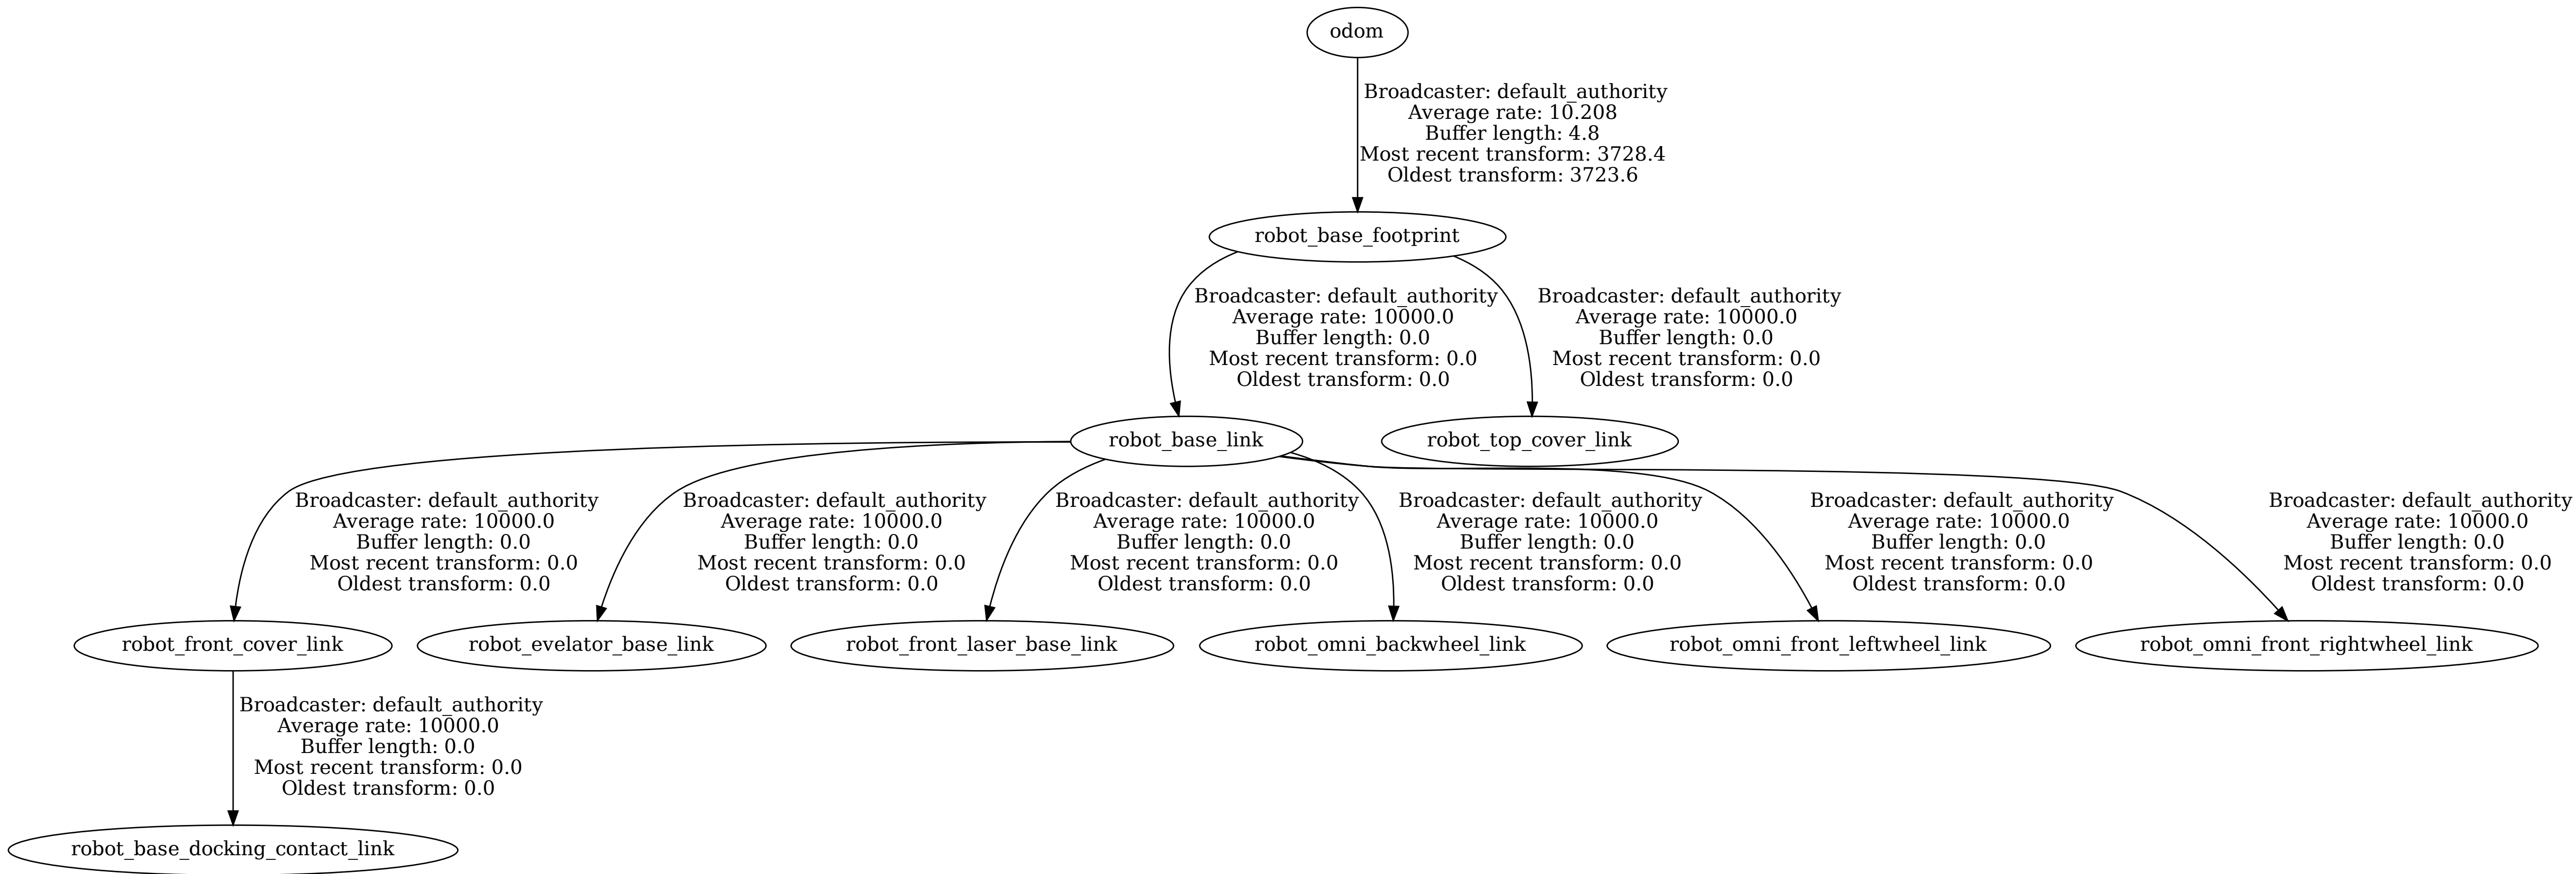 odom
Broadcaster: default_authority
Average rate: 10.208
Buffer length: 4.8
Most recent transform: 3728.4
Oldest transform: 3723.6
robot_base_footprint
Broadcaster: default_authority
Average rate: 10000.0
Buffer length: 0.0
Most recent transform: 0.0
Oldest transform: 0.0
Broadcaster: default_authority
Average rate: 10000.0
Buffer length: 0.0
Most recent transform: 0.0
Oldest transform: 0.0
robot_base_link
robot_top_cover_link
Broadcaster: default_authority
Average rate: 10000.0
Buffer length: 0.0
Most recent transform: 0.0
Oldest transform: 0.0
Broadcaster: default_authority
Average rate: 10000.0
Buffer length: 0.0
Most recent transform: 0.0
Oldest transform: 0.0
Broadcaster: default_authority
Average rate: 10000.0
Buffer length: 0.0
Most recent transform: 0.0
Oldest transform: 0.0
Broadcaster: default_authority
Average rate: 10000.0
Buffer length: 0.0
Most recent transform: 0.0
Oldest transform: 0.0
Broadcaster: default_authority
Average rate: 10000.0
Buffer length: 0.0
Most recent transform: 0.0
Oldest transform: 0.0
Broadcaster: default_authority
Average rate: 10000.0
Buffer length: 0.0
Most recent transform: 0.0
Oldest transform: 0.0
robot_front_cover_link
robot_evelator_base_link
robot_front_laser_base_link
robot_omni_backwheel_link
robot_omni_front_leftwheel_link
robot_omni_front_rightwheel_link
Broadcaster: default_authority
Average rate: 10000.0
Buffer length: 0.0
Most recent transform: 0.0
Oldest transform: 0.0
robot_base_docking_contact_link